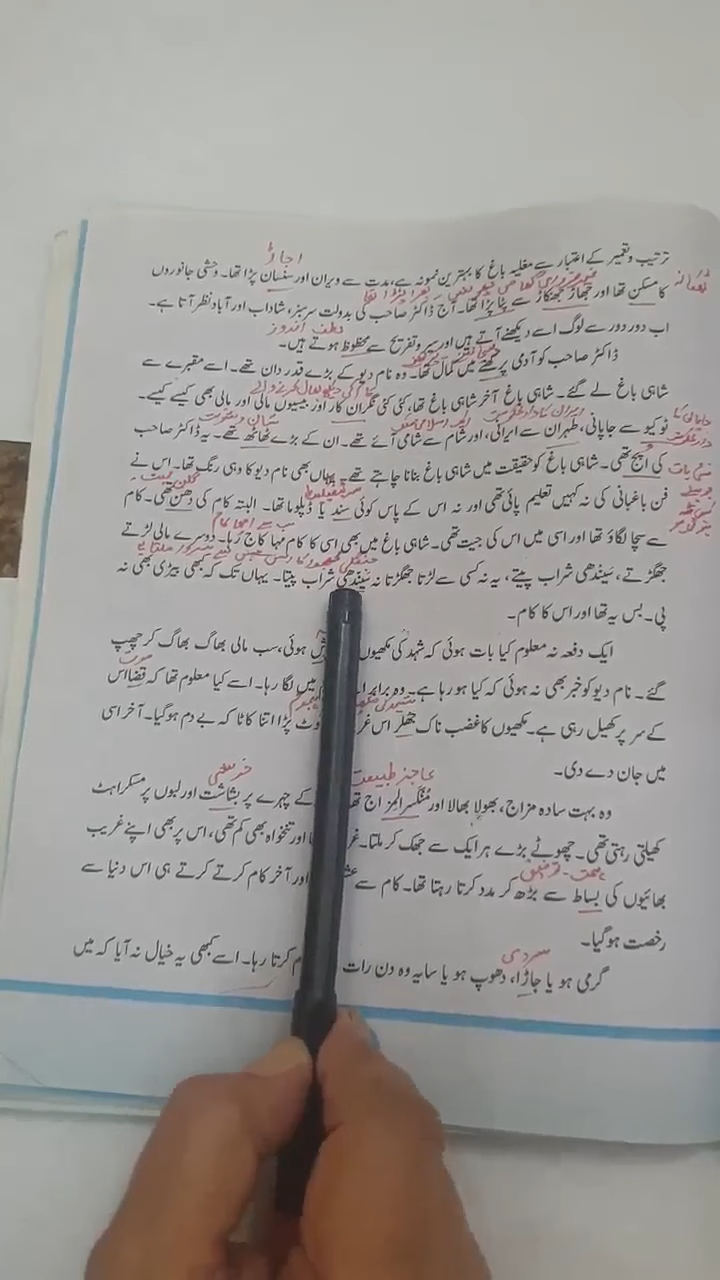 ترتیب و تعمیر کے اعتبار سے مغلیہ باغ کا بہترین نمونہ ہے، مدت سے ویران اور سنسان پڑا تھا۔ وحشی جانوروں
اجاڑ
کا مسکن تھا اور جھاڑ جھنکاڑ سے پٹا پڑا تھا۔ آج ڈاکٹر صاحب کی بدولت سرسبز، شاداب اور آباد نظر آتا ہے۔
اب دور دور سے لوگ اسے دیکھنے آتے ہیں اور سیر و تفریح سے محظوظ ہوتے ہیں۔
لطف اندوز
ڈاکٹر صاحب کو آدمی پرکھنے میں کمال تھا۔ وہ نام دیو کے بڑے قدر دان تھے۔ اسے مقبرے سے
شاہی باغ لے گئے۔ شاہی باغ آخر شاہی باغ تھا، کئی کئی نگران کار اور بیسیوں مالی اور مالی بھی کیسے کیسے۔
ٹوکیو سے جاپانی، طہران سے ایرانی، اور شام سے شامی آئے تھے۔ ان کے بڑے ٹھاٹھ تھے۔ یہ ڈاکٹر صاحب
کی اُپج تھی۔ شاہی باغ کو حقیقت میں شاہی باغ بنانا چاہتے تھے۔ یہاں بھی نام دیو کا وہی رنگ تھا۔ اس نے
فن باغبانی کی نہ کہیں تعلیم پائی تھی اور نہ اس کے پاس کوئی سند یا ڈپلوما تھا۔ البتہ کام کی دھن تھی۔ کام
سے سچا لگاؤ تھا اور اسی میں اس کی جیت تھی۔ شاہی باغ میں بھی اسی کا کام مہا کاج رہا۔ دوسرے مالی لڑتے
جھگڑتے، سیندھی شراب پیتے، یہ نہ کسی سے لڑتا جھگڑتا نہ سیندھی شراب پیتا۔ یہاں تک کہ کبھی بیڑی بھی نہ
پی۔ بس یہ تھا اور اس کا کام۔
ایک دفعہ نہ معلوم کیا بات ہوئی کہ شہد کی مکھیوں ہوئی، سب مالی بھاگ بھاگ کر چھپ
گئے۔ نام دیو کو خبر بھی نہ ہوئی کہ کیا ہو رہا ہے۔ وہ برابر میں لگا رہا۔ اسے کیا معلوم تھا کہ قضا اس
موت
کے سر پر کھیل رہی ہے۔ مکھیوں کا غضب ناک جھلر اس پڑا اتنا کاٹا کہ بے دم ہو گیا۔ آخر اسی
میں جان دے دی۔
عاجز طبیعت
وہ بہت سادہ مزاج، بھولا بھالا اور منکسرالمزاج کے چہرے پر بشاشت اور لبوں پر مسکراہٹ
کھیلتی رہتی تھی۔ چھوٹے بڑے ہر ایک سے جھک کر ملتا۔ اور تنخواہ بھی کم تھی، اس پر بھی اپنے غریب
بھائیوں کی بساط سے بڑھ کر مدد کرتا رہتا تھا۔ کام سے اور آخر کام کرتے کرتے ہی اس دنیا سے
رخصت ہو گیا۔
سردی
گرمی ہو یا جاڑا، دھوپ ہو یا سایہ وہ دن رات کرتا رہا۔ اسے کبھی یہ خیال نہ آیا کہ میں